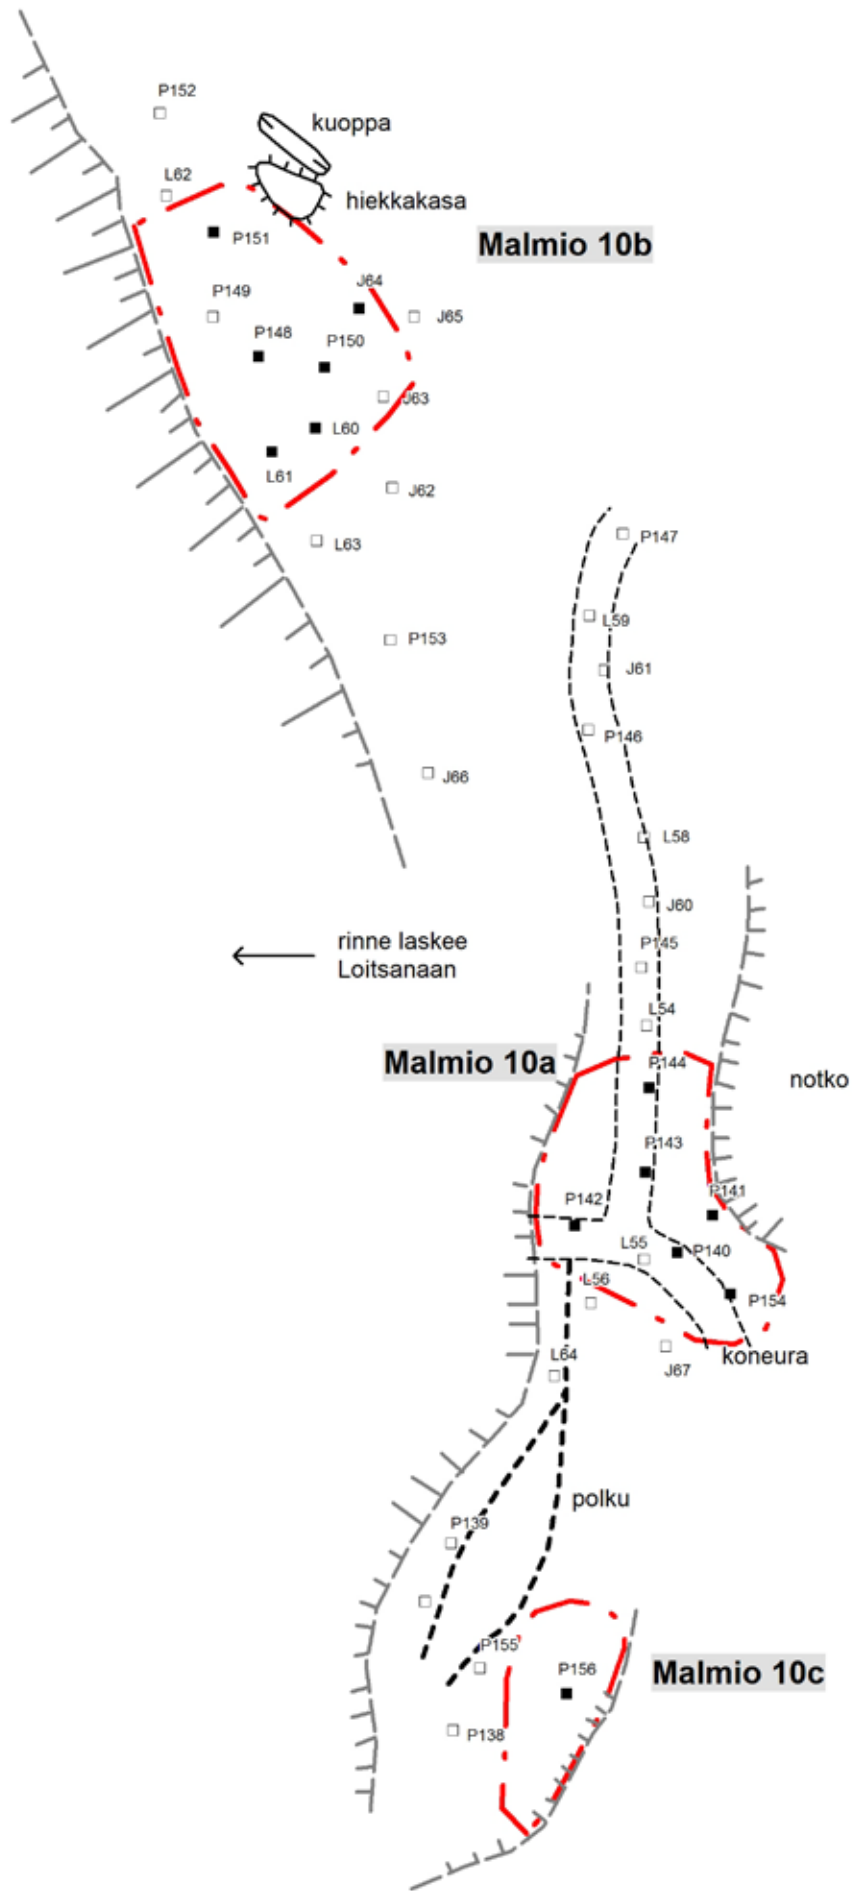 P152
kuoppa
L62
hiekkakasa
P151
Malmio 10b
J64
P149
J65
P148
P150
J63
L60
L61
J62
L63
P147
L59
P153
J61
P146
J66
L58
J60
rinne laskee
Loitsanaan
P145
L54
Malmio 10a
P144
notko
P143
P142
P141
L55
P140
L56
P154
J67
koneura
L64
polku
P139
P155
P156
Malmio 10c
P138